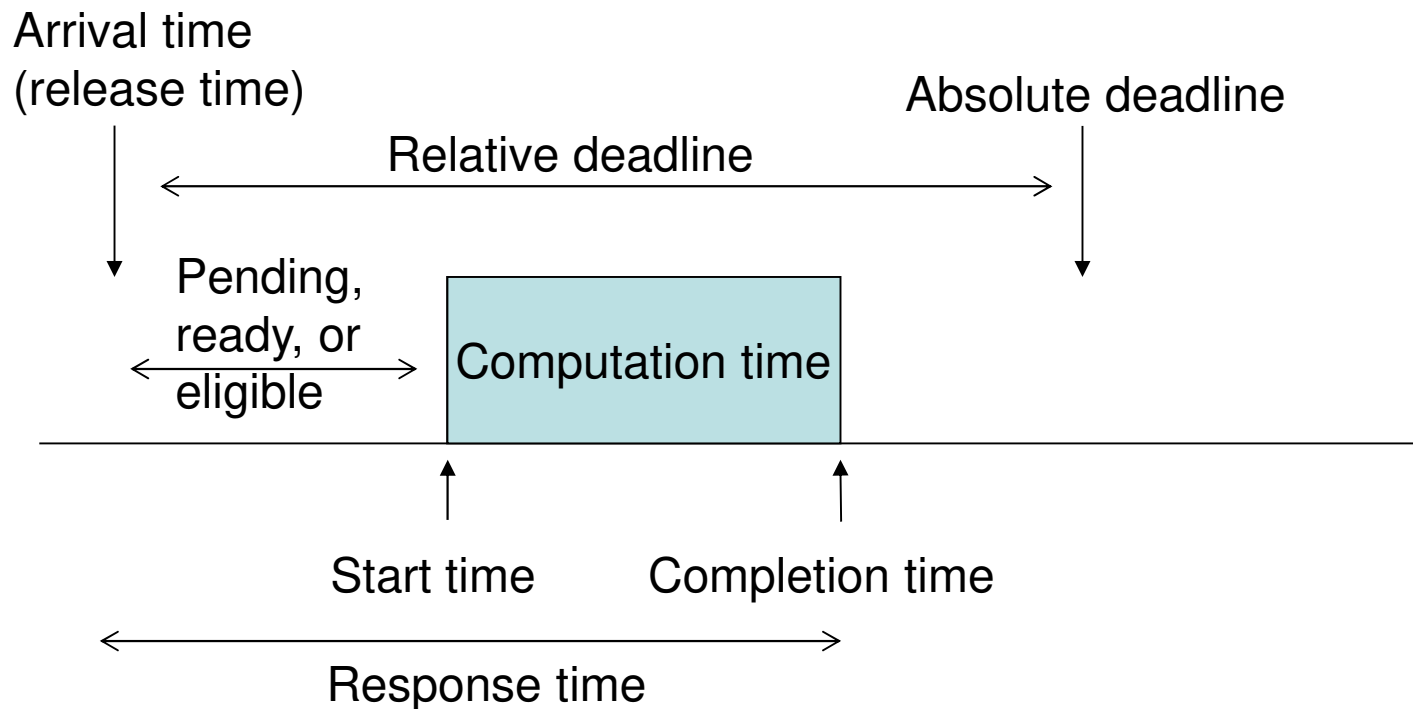 Arrival time
(release time)
Absolute deadline
Relative deadline
Pending,
ready, or
eligible
Computation time
Start time
Completion time
Response time